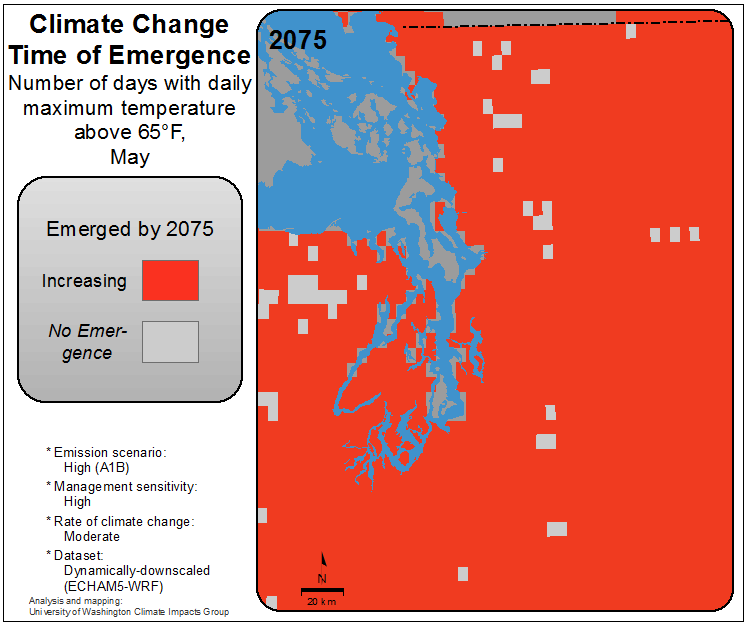 Climate Change
Time of Emergence
Number of days with daily
maximum temperature
above 65°F,
May
Emerged by 2075
Increasing
No Emer-
gence
* Emission scenario:
High (A1B)
* Management sensitivity:
High
* Rate of climate change:
Moderate
* Dataset:
Dynamically-downscaled
(ECHAM5-WRF)
Analysis and mapping:
University of Washington Climate Impacts Group
2075
N
20 km